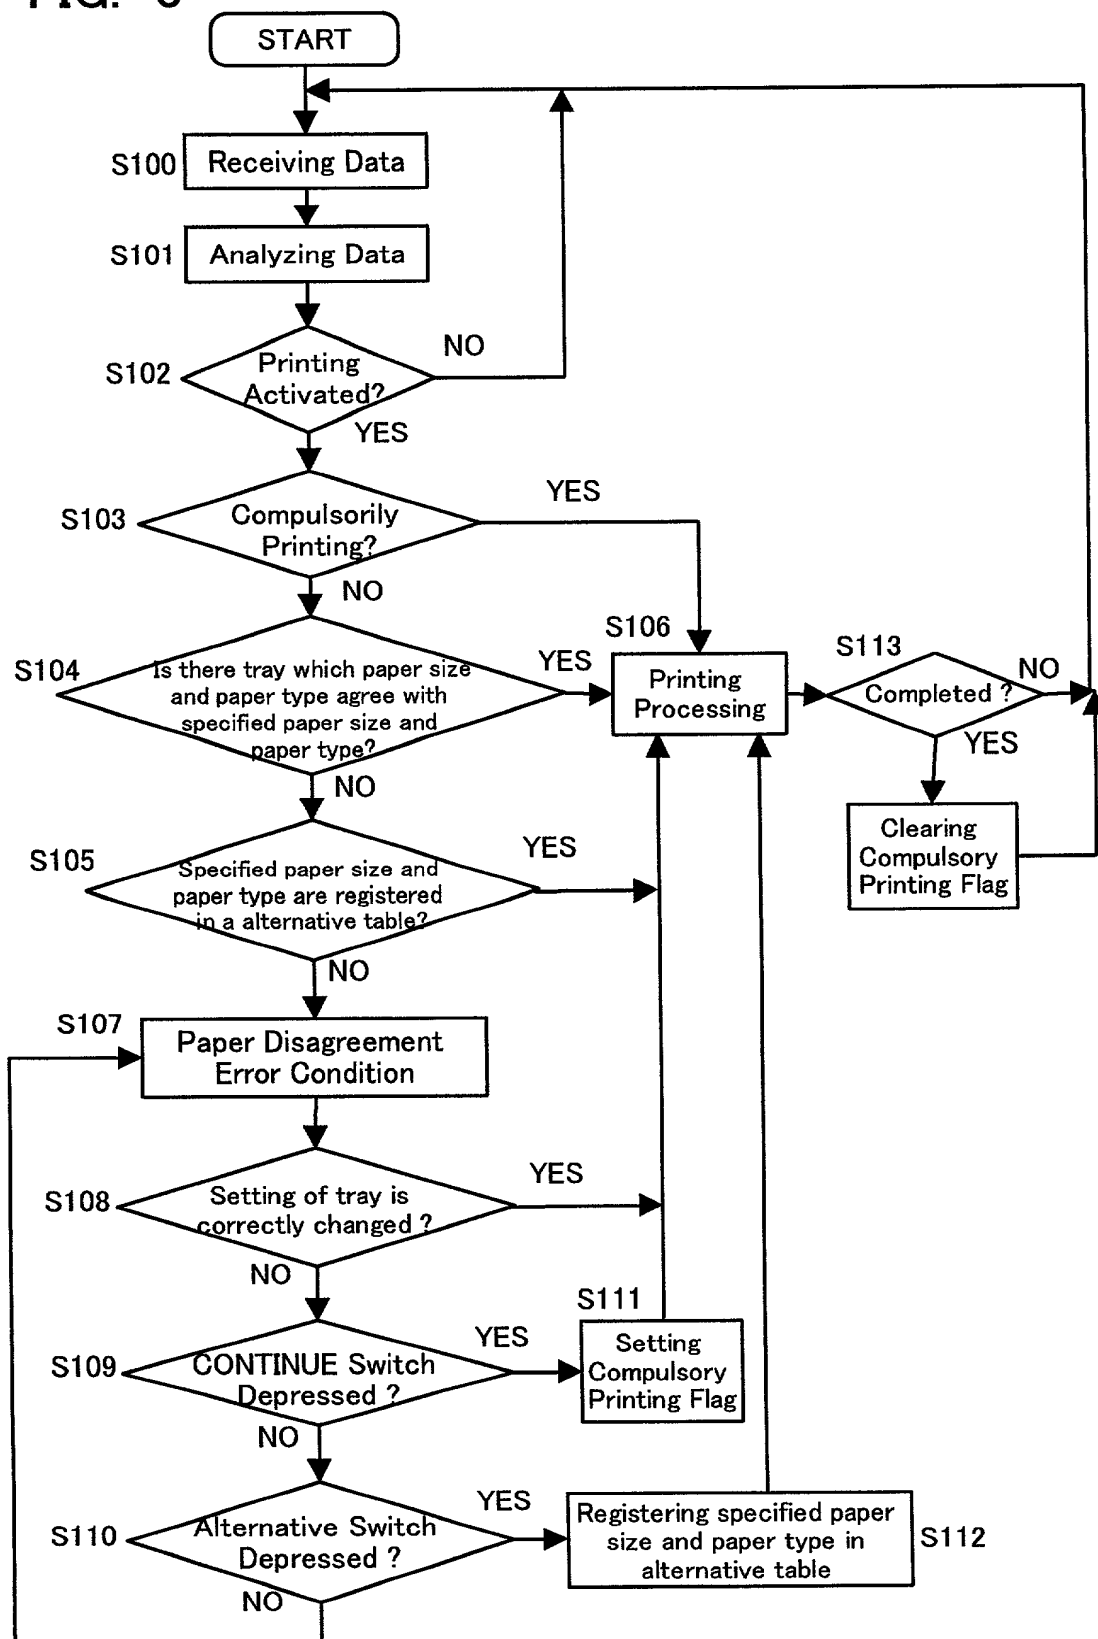 START
S100
Receiving Data
S101
Analyzing Data
S102
Printing
Activated?
NO
YES
S103
Compulsorily
Printing?
YES
NO
S104
Is there tray which paper size
and paper type agree with
specified paper size and
paper type?
YES
NO
S106
Printing
Processing
S113
Completed ?
NO
YES
Clearing
Compulsory
Printing Flag
S105
Specified paper size and
paper type are registered
in a alternative table?
YES
NO
S107
Paper Disagreement
Error Condition
S108
Setting of tray is
correctly changed ?
YES
NO
S109
CONTINUE Switch
Depressed ?
YES
NO
S111
Setting
Compulsory
Printing Flag
S110
Alternative Switch
Depressed ?
YES
NO
Registering specified paper
size and paper type in
alternative table
S112